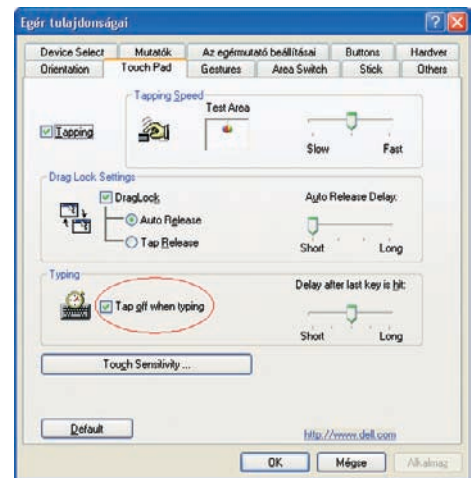 Egér tulajdonságai
Device Select Mutatók Az egérmutató beállításai Buttons Hardver
Orientation Touch Pad Gestures Area Switch Stick Others
Tapping Speed
Test Area
Tapping
Slow Fast
Drag Lock Settings
DragLock Auto Release Delay:
Auto Release
Tap Release
Short Long
Typing
Delay after last key is hit:
Tap off when typing
Short Long
Touch Sensitivity ...
Default
http://www.dell.com
OK Mégse Alkalmaz